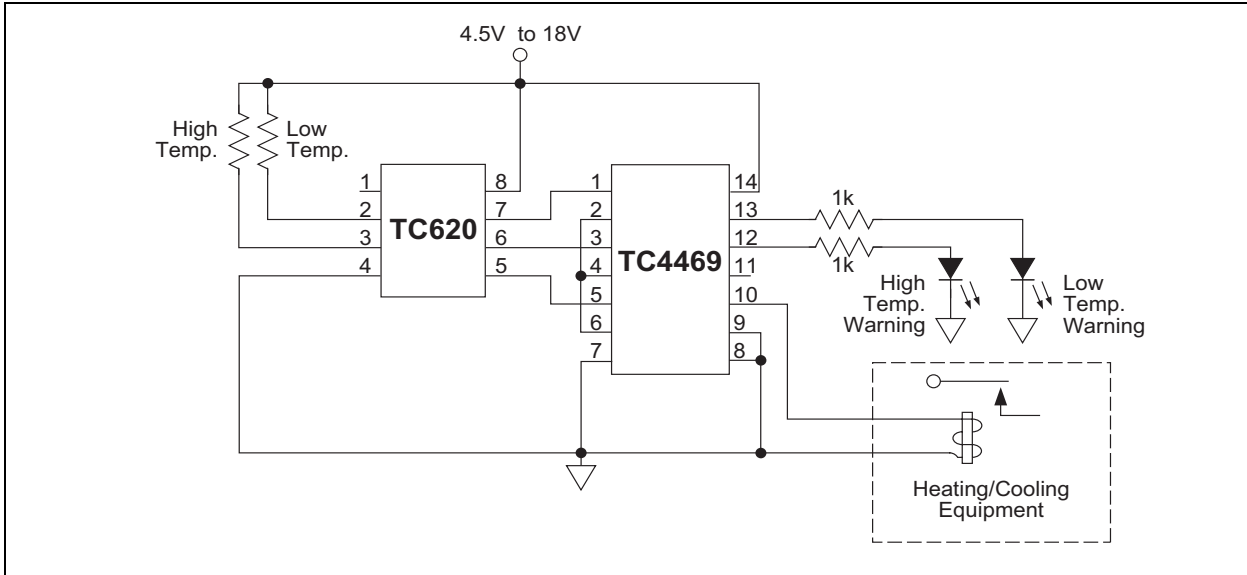 4.5V to 18V
High
Temp.
Low
Temp.
1
2
3
4
TC620
8
7
6
5
1
2
3
4
5
6
7
TC4469
14
13
12
11
10
9
8
1k
1k
High
Temp.
Warning
Low
Temp.
Warning
Heating/Cooling
Equipment